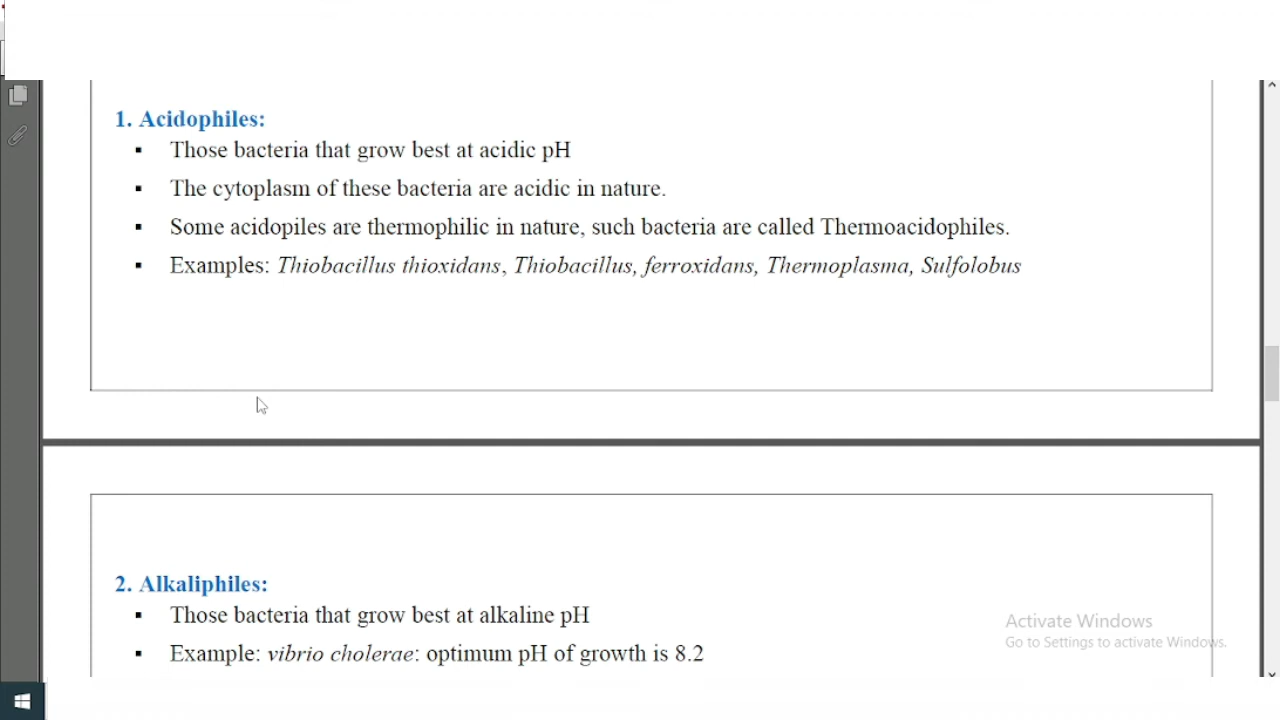 1. Acidophiles:
▪ Those bacteria that grow best at acidic pH
▪ The cytoplasm of these bacteria are acidic in nature.
▪ Some acidopiles are thermophilic in nature, such bacteria are called Thermoacidophiles.
▪ Examples: Thiobacillus thioxidans, Thiobacillus, ferroxidans, Thermoplasma, Sulfolobus
2. Alkaliphiles:
▪ Those bacteria that grow best at alkaline pH
▪ Example: vibrio cholerae: optimum pH of growth is 8.2
Activate Windows
Go to Settings to activate Windows.